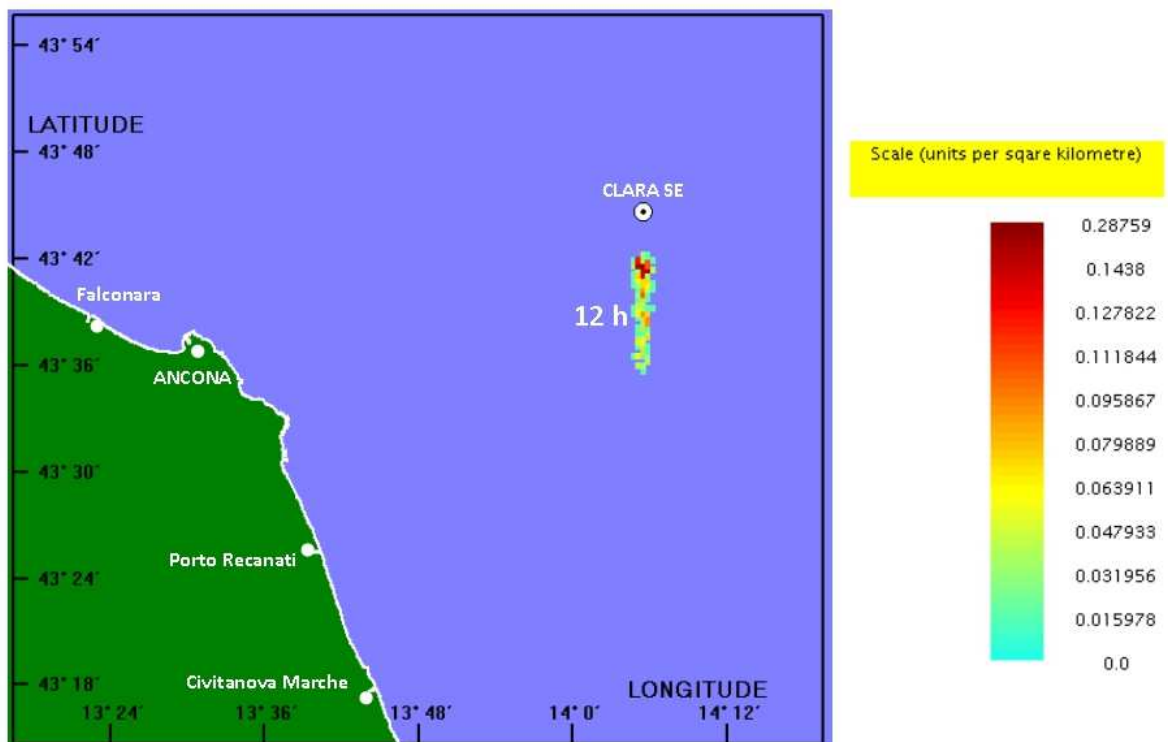 43° 54´
LATITUDE
43° 48´
CLARA SE
43° 42´
Falconara
12 h
43° 36´
ANCONA
43° 30´
Porto Recanati
43° 24´
Civitanova Marche
43° 18´
LONGITUDE
13° 24´ 13° 36´ 13° 48´ 14° 0´ 14° 12´
Scale (units per sqare kilometre)
0.28759
0.1438
0.127822
0.111844
0.095867
0.079889
0.063911
0.047933
0.031956
0.015978
0.0